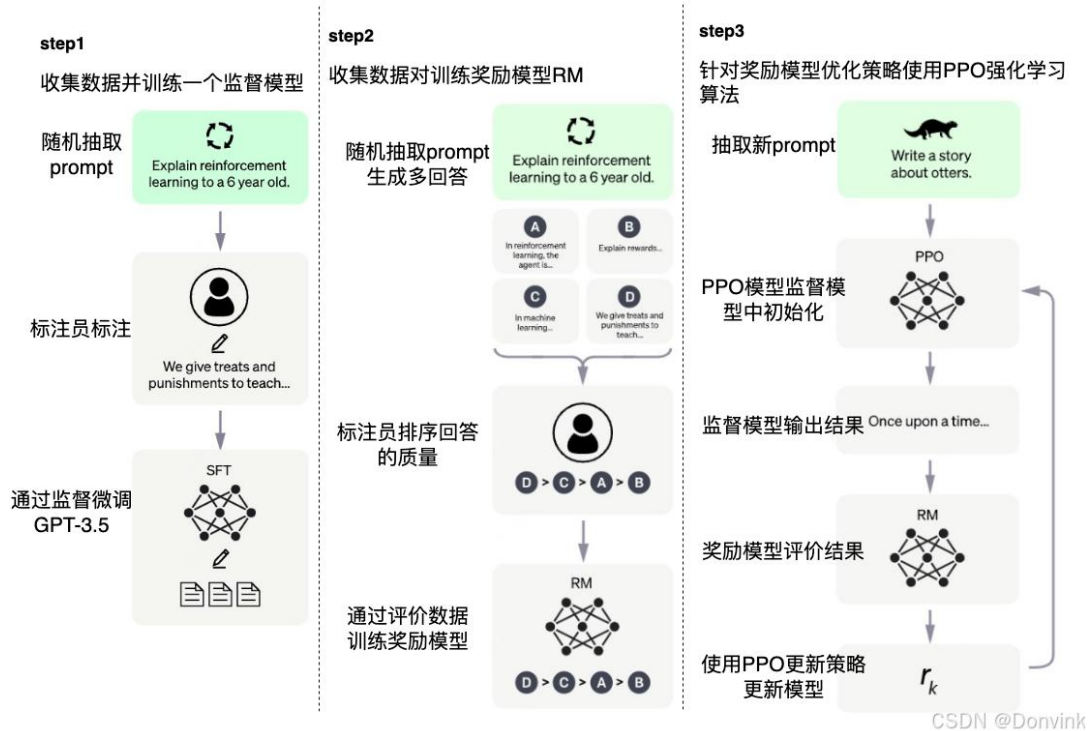 step1
收集数据并训练一个监督模型
随机抽取
prompt
Explain reinforcement
learning to a 6 year old.
标注员标注
We give treats and
punishments to teach...
通过监督微调
GPT-3.5
SFT
step2
收集数据对训练奖励模型RM
随机抽取prompt
生成多回答
Explain reinforcement
learning to a 6 year old.
A
In reinforcement
learning, the
agent is...
B
Explain rewards...
C
In machine
learning...
D
We give treats and
punishments to
teach...
标注员排序回答
的质量
D > C > A > B
RM
通过评价数据
训练奖励模型
D > C > A > B
step3
针对奖励模型优化策略使用PPO强化学习
算法
抽取新prompt
Write a story
about otters.
PPO
PPO模型监督模
型中初始化
监督模型输出结果
Once upon a time...
RM
奖励模型评价结果
使用PPO更新策略
更新模型
rk
CSDN @Donvink